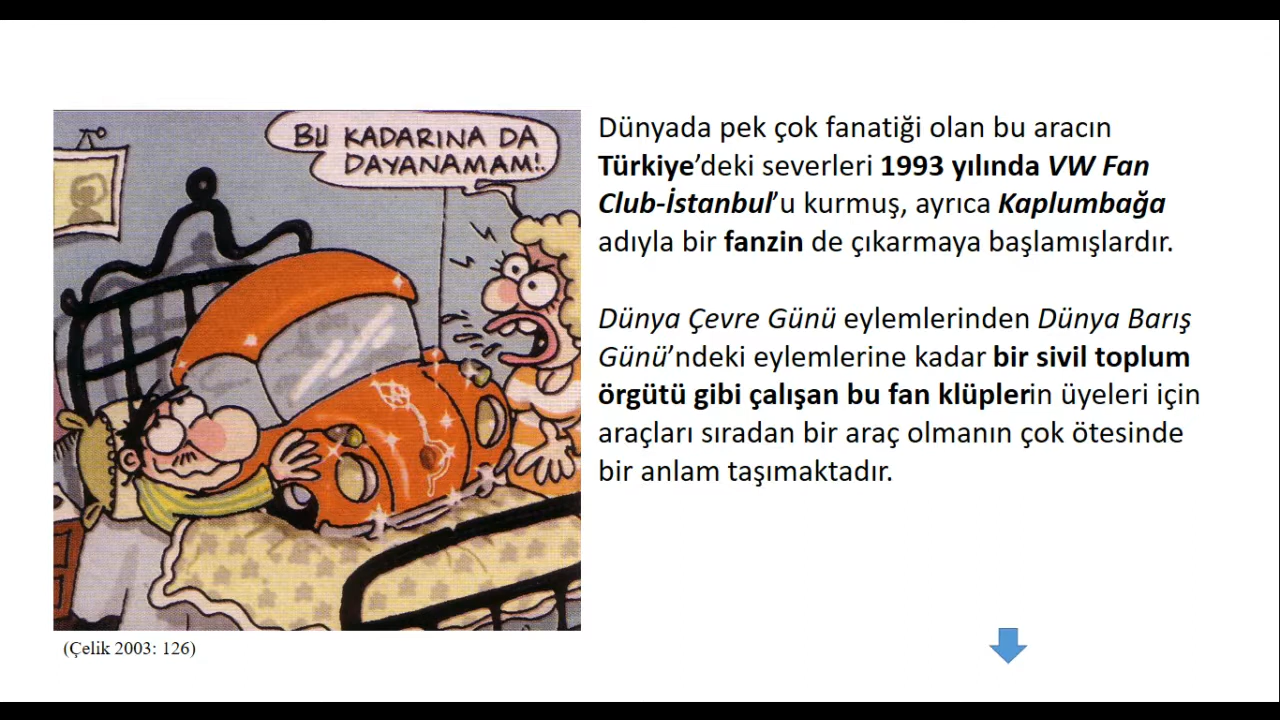 BU KADARINA DA
DAYANAMAM!.
Dünyada pek çok fanatiği olan bu aracın
Türkiye’deki severleri 1993 yılında VW Fan
Club-İstanbul’u kurmuş, ayrıca Kaplumbağa
adıyla bir fanzin de çıkarmaya başlamışlardır.
Dünya Çevre Günü eylemlerinden Dünya Barış
Günü’ndeki eylemlerine kadar bir sivil toplum
örgütü gibi çalışan bu fan klüplerin üyeleri için
araçları sıradan bir araç olmanın çok ötesinde
bir anlam taşımaktadır.
(Çelik 2003: 126)